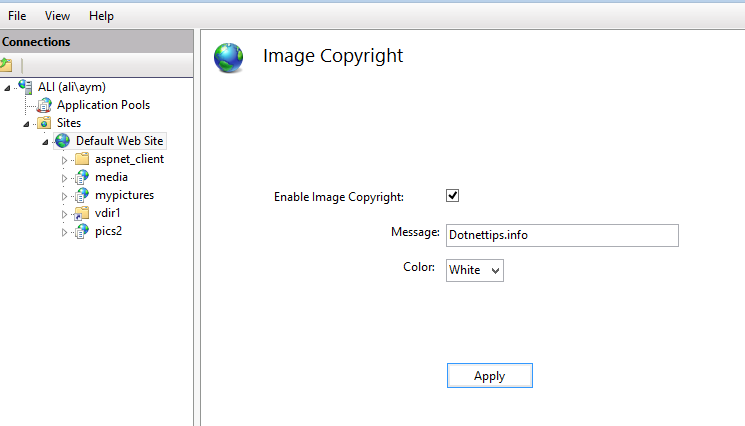 File View Help
Connections
ALI (ali\aym)
Application Pools
Sites
Default Web Site
aspnet_client
media
mypictures
vdir1
pics2
Image Copyright
Enable Image Copyright:
Message: Dotnettips.info
Color: White
Apply